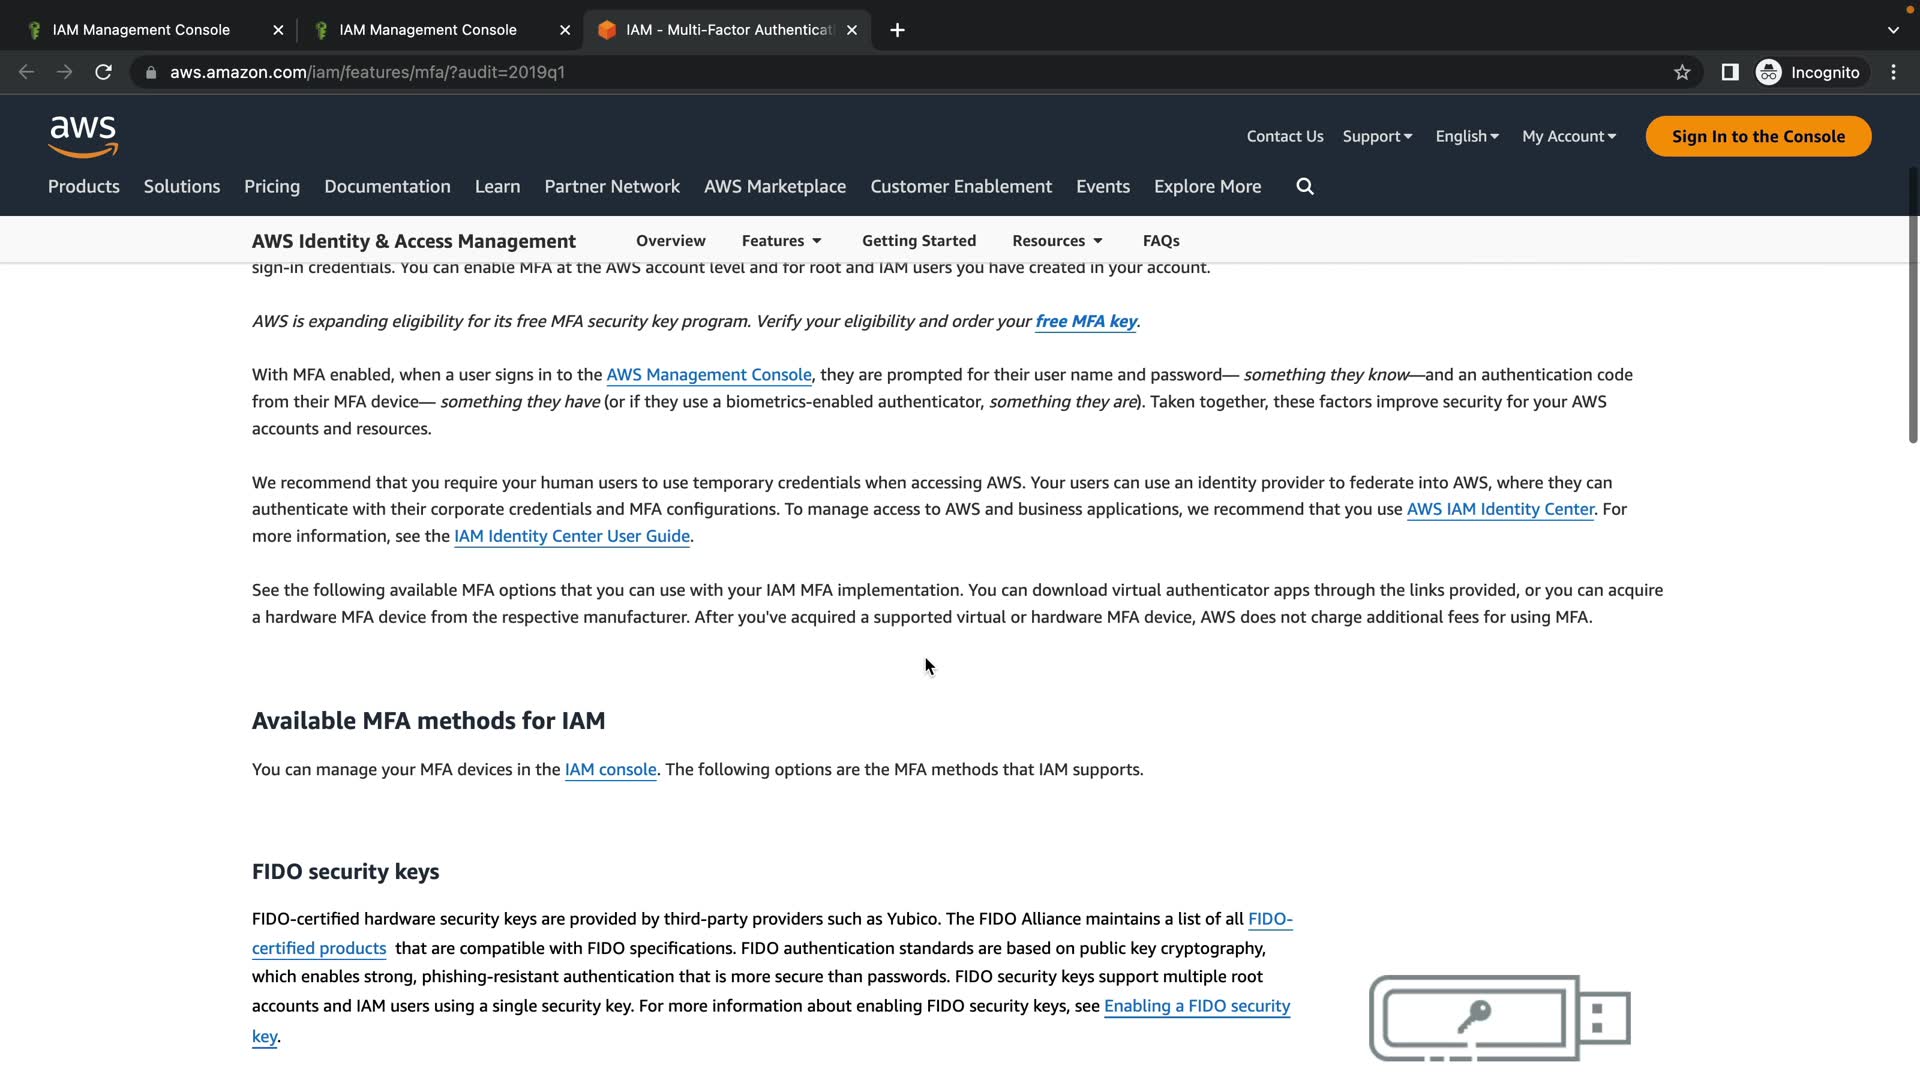 IAM Management Console
IAM Management Console
IAM - Multi-Factor Authenticati
aws.amazon.com/iam/features/mfa/?audit=2019q1
Incognito
aws
Contact Us Support English My Account Sign In to the Console
Products Solutions Pricing Documentation Learn Partner Network AWS Marketplace Customer Enablement Events Explore More
AWS Identity & Access Management Overview Features Getting Started Resources FAQs
sign-in credentials. You can enable MFA at the AWS account level and for root and IAM users you have created in your account.
AWS is expanding eligibility for its free MFA security key program. Verify your eligibility and order your free MFA key.
With MFA enabled, when a user signs in to the AWS Management Console, they are prompted for their user name and password— something they know—and an authentication code
from their MFA device— something they have (or if they use a biometrics-enabled authenticator, something they are). Taken together, these factors improve security for your AWS
accounts and resources.
We recommend that you require your human users to use temporary credentials when accessing AWS. Your users can use an identity provider to federate into AWS, where they can
authenticate with their corporate credentials and MFA configurations. To manage access to AWS and business applications, we recommend that you use AWS IAM Identity Center. For
more information, see the IAM Identity Center User Guide.
See the following available MFA options that you can use with your IAM MFA implementation. You can download virtual authenticator apps through the links provided, or you can acquire
a hardware MFA device from the respective manufacturer. After you've acquired a supported virtual or hardware MFA device, AWS does not charge additional fees for using MFA.
Available MFA methods for IAM
You can manage your MFA devices in the IAM console. The following options are the MFA methods that IAM supports.
FIDO security keys
FIDO-certified hardware security keys are provided by third-party providers such as Yubico. The FIDO Alliance maintains a list of all FIDO-
certified products that are compatible with FIDO specifications. FIDO authentication standards are based on public key cryptography,
which enables strong, phishing-resistant authentication that is more secure than passwords. FIDO security keys support multiple root
accounts and IAM users using a single security key. For more information about enabling FIDO security keys, see Enabling a FIDO security
key.